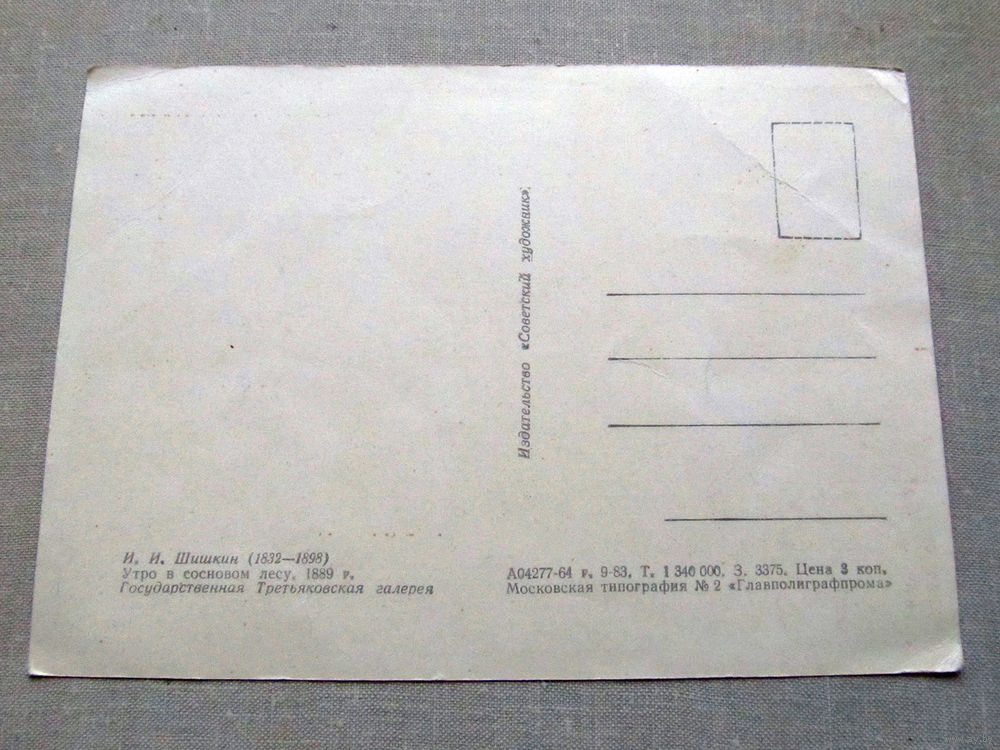 И. И. Шишкин (1832—1898)
Утро в сосновом лесу. 1889 г.
Государственная Третьяковская галерея
Издательство «Советский художник».
А04277-64 г. 9-83. Т. 1 340 000. З. 3375. Цена 3 коп.
Московская типография № 2 «Главполиграфпрома»